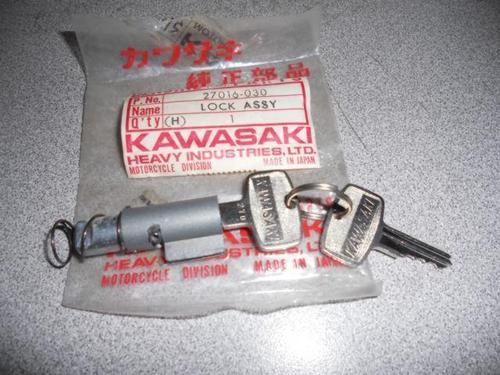 カワサキ
純正部品
P. No. 27016-030
Name LOCK ASSY
Q'ty (H) 1
KAWASAKI
HEAVY INDUSTRIES, LTD.
MOTORCYCLE DIVISION MADE IN JAPAN
KAWASAKI
KAWASAKI
HEAVY INDUSTRIES, LTD.
MOTORCYCLE DIVISION MADE IN JAPAN